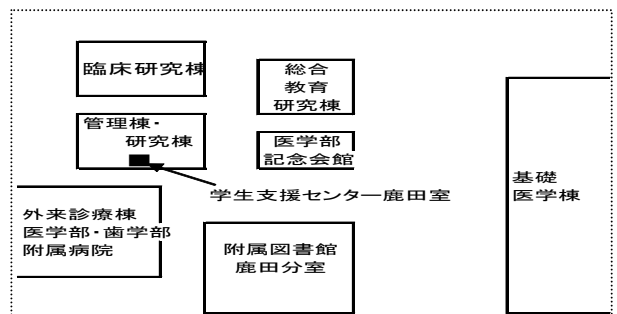 臨床研究棟
総合
教育
研究棟
管理棟・
研究棟
医学部
記念会館
学生支援センター鹿田室
基礎
医学棟
外来診療棟
医学部・歯学部
附属病院
附属図書館
鹿田分室